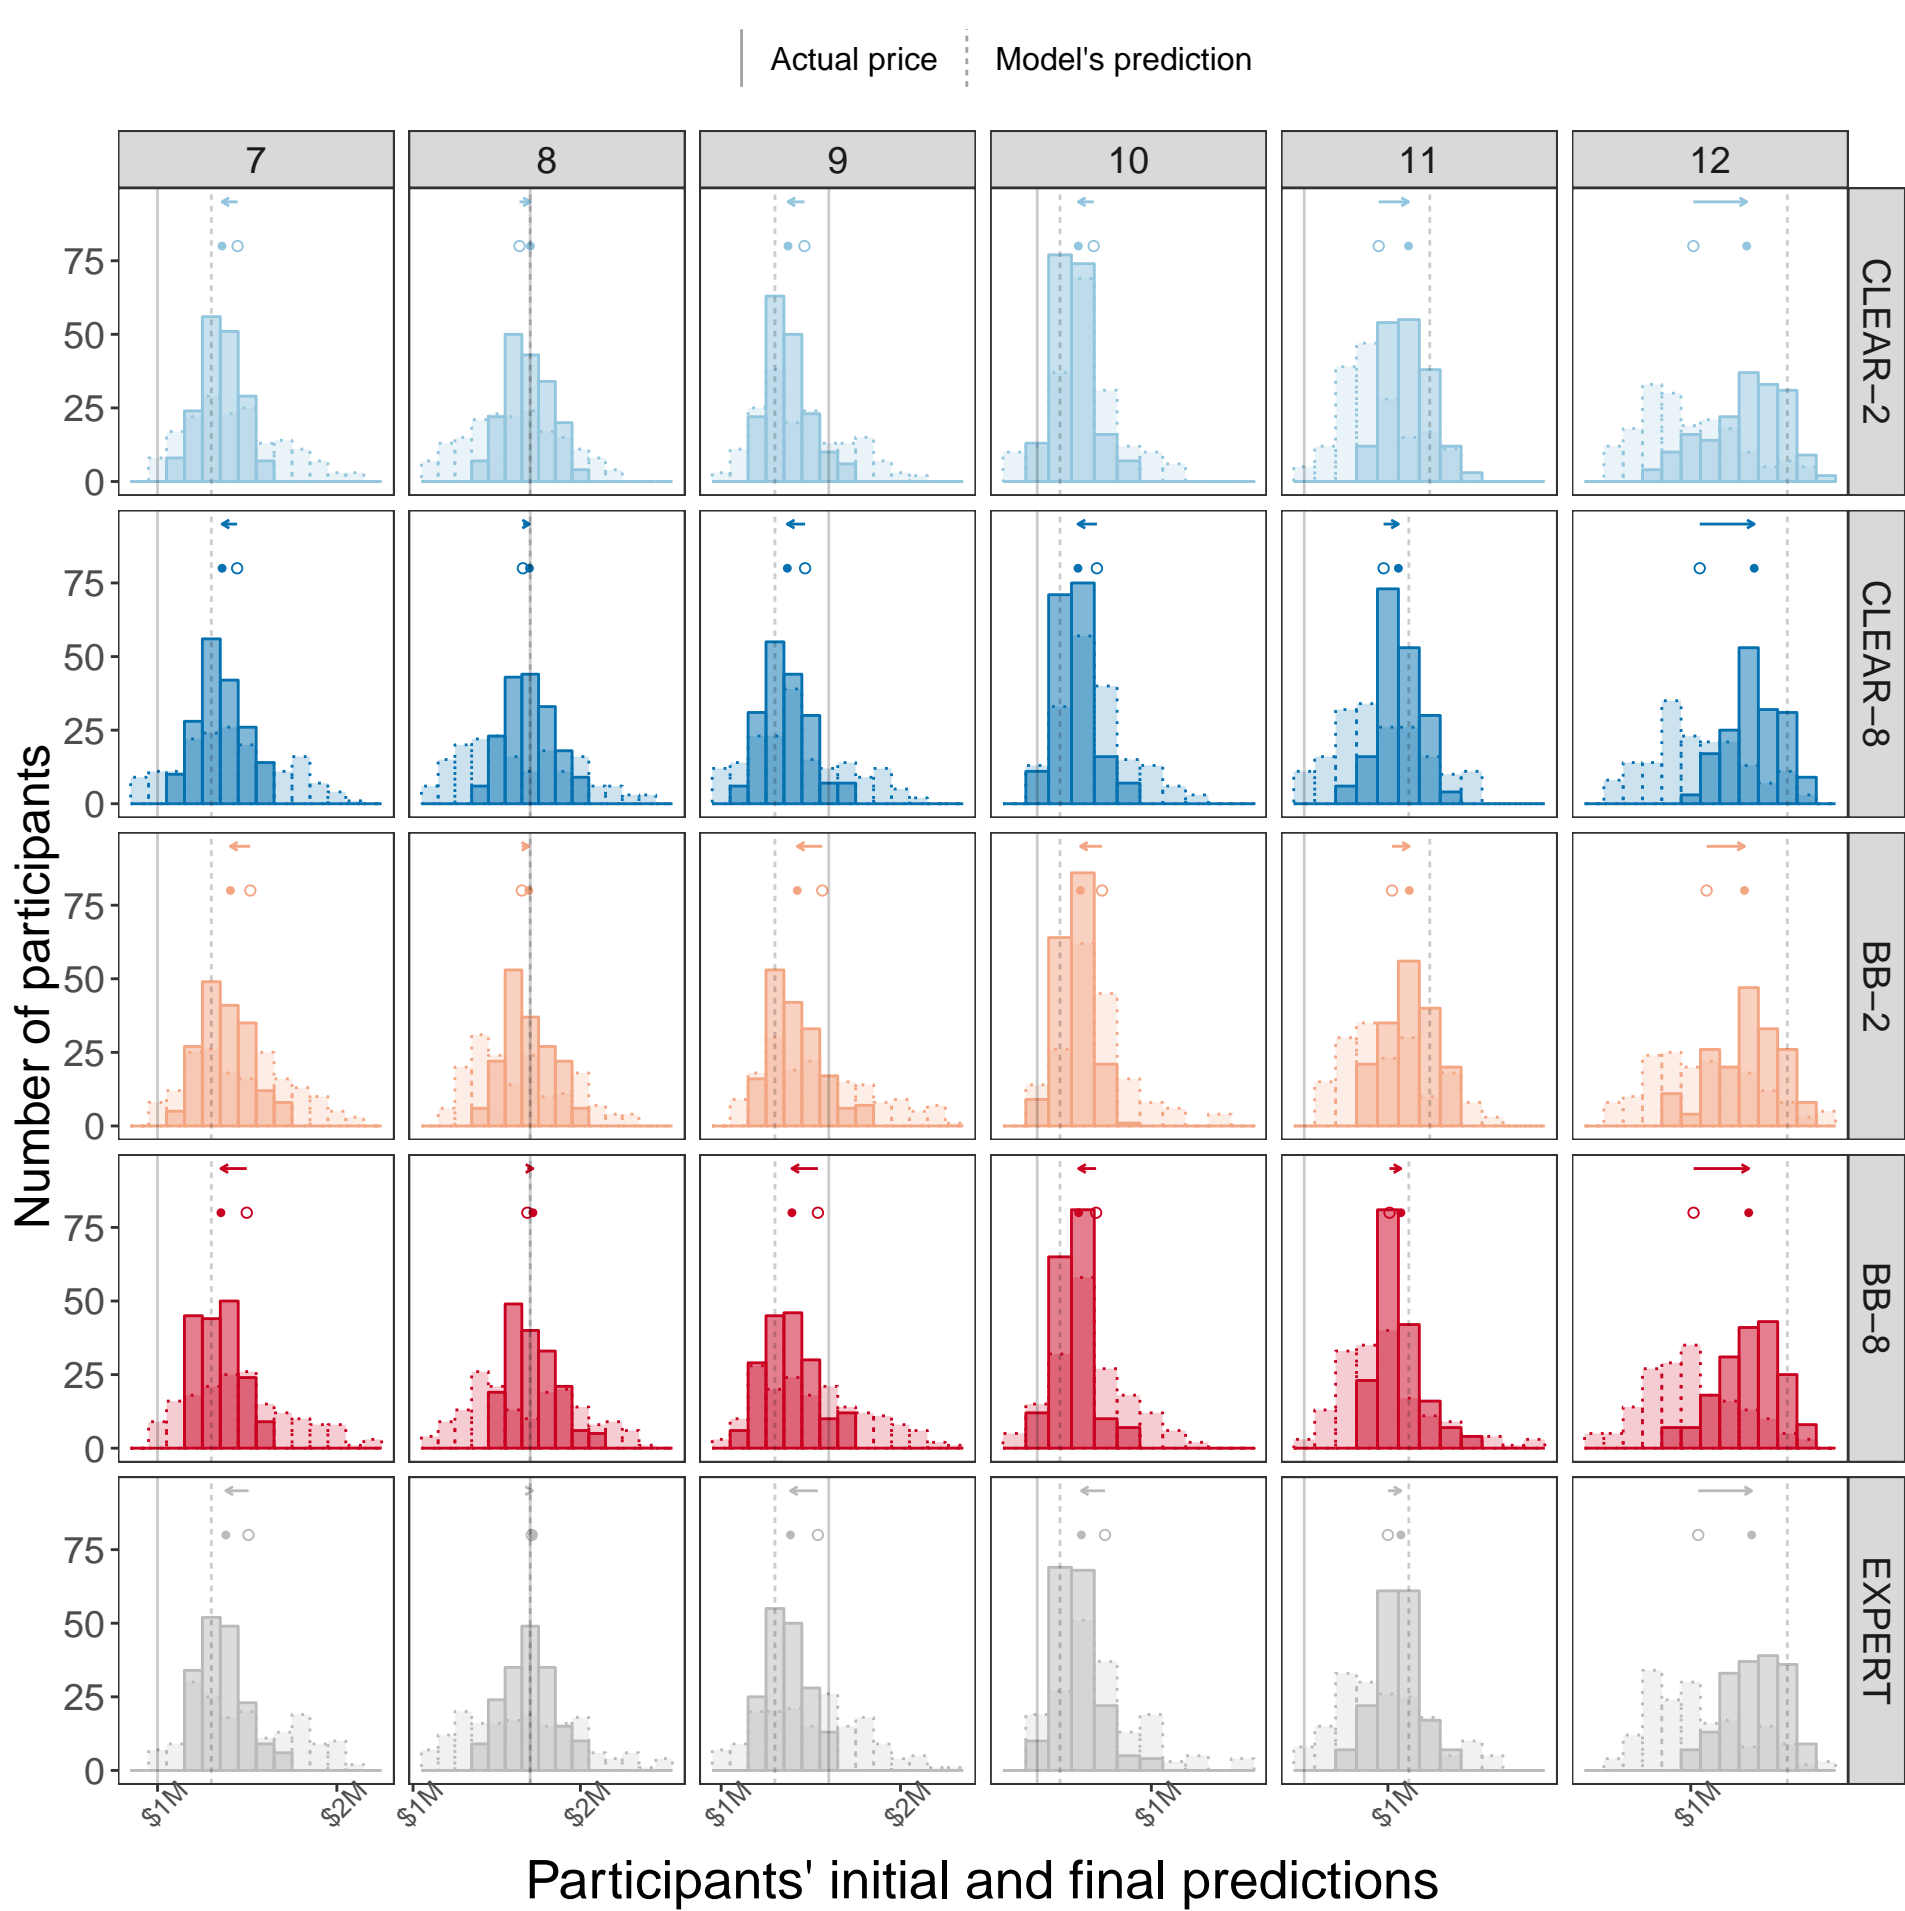 Actual price Model's prediction
7 8 9 10 11 12
75
50
25
0
CLEAR−2
75
50
25
0
CLEAR−8
75
50
25
0
BB−2
75
50
25
0
BB−8
75
50
25
0
EXPERT
Number of participants
$1M $2M $1M $2M $1M $2M $1M $1M $1M
Participants' initial and final predictions